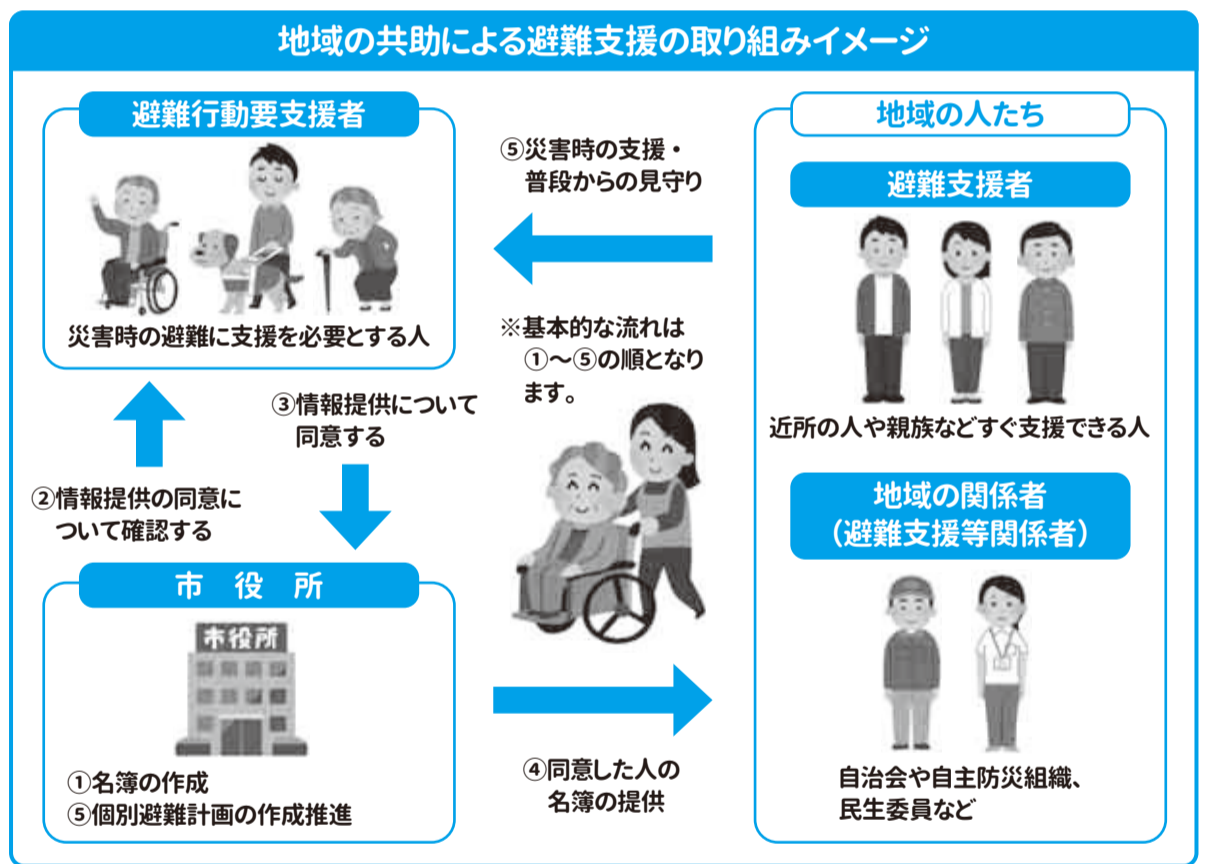 地域の共助による避難支援の取り組みイメージ
避難行動要支援者
災害時の避難に支援を必要とする人
②情報提供の同意に
ついて確認する
③情報提供について
同意する
市役所
市役所
①名簿の作成
⑤個別避難計画の作成推進
⑤災害時の支援・
普段からの見守り
※基本的な流れは
①～⑤の順となり
ます。
④同意した人の
名簿の提供
地域の人たち
避難支援者
近所の人や親族などすぐ支援できる人
地域の関係者
（避難支援等関係者）
自治会や自主防災組織、
民生委員など